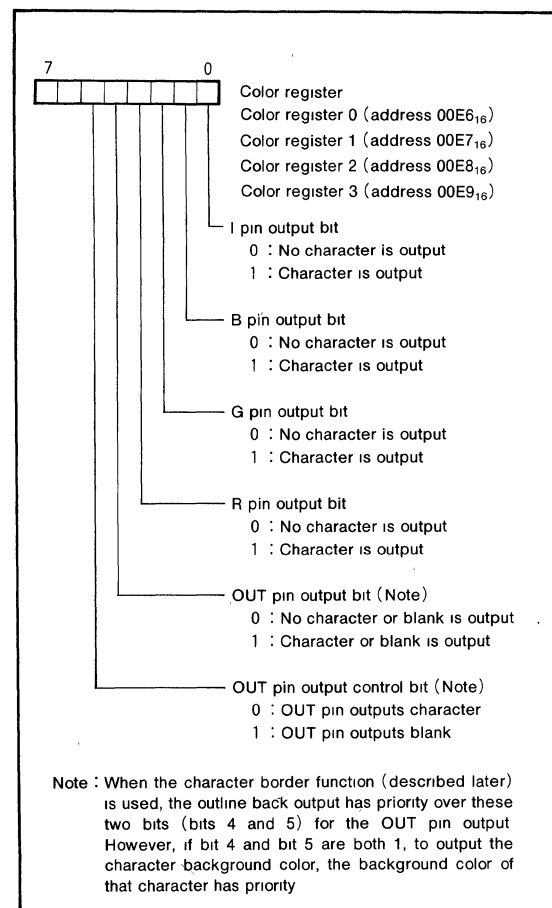 7 0
Color register
Color register 0 (address 00E6₁₆)
Color register 1 (address 00E7₁₆)
Color register 2 (address 00E8₁₆)
Color register 3 (address 00E9₁₆)
I pin output bit
0 : No character is output
1 : Character is output
B pin output bit
0 : No character is output
1 : Character is output
G pin output bit
0 : No character is output
1 : Character is output
R pin output bit
0 : No character is output
1 : Character is output
OUT pin output bit (Note)
0 : No character or blank is output
1 : Character or blank is output
OUT pin output control bit (Note)
0 : OUT pin outputs character
1 : OUT pin outputs blank
Note : When the character border function (described later)
is used, the outline back output has priority over these
two bits (bits 4 and 5) for the OUT pin output
However, if bit 4 and bit 5 are both 1, to output the
character background color, the background color of
that character has priority